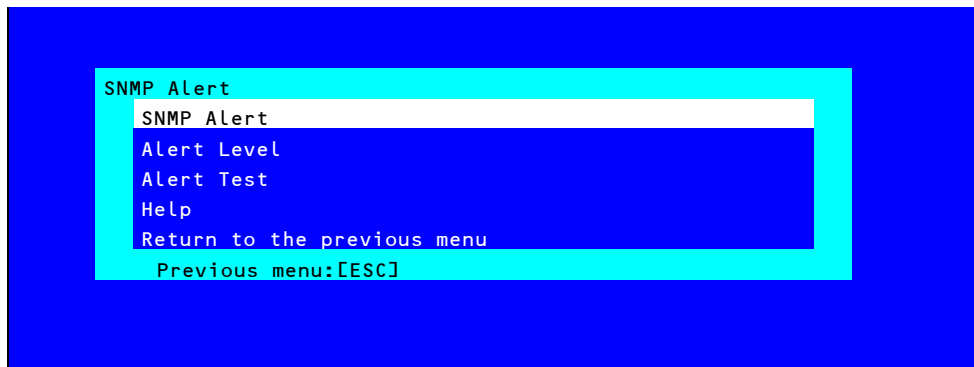 SNMP Alert
SNMP Alert
Alert Level
Alert Test
Help
Return to the previous menu
Previous menu:[ESC]